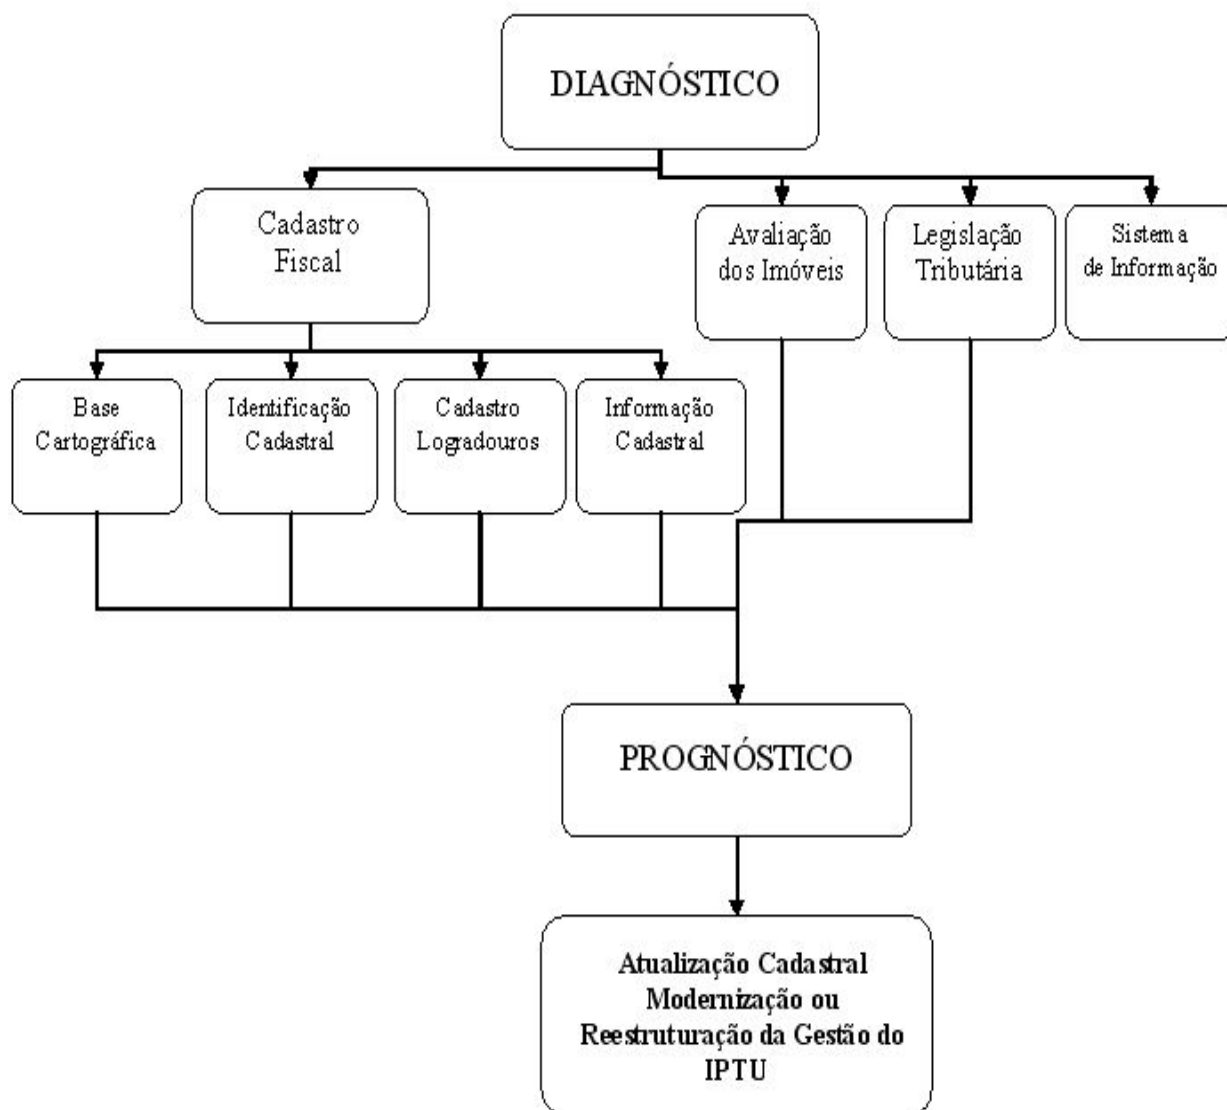 DIAGNÓSTICO
Cadastro
Fiscal
Avaliação
dos Imóveis
Legislação
Tributária
Sistema
de Informação
Base
Cartográfica
Identificação
Cadastral
Cadastro
Logradouros
Informação
Cadastral
PROGNÓSTICO
Atualização Cadastral
Modernização ou
Reestruturação da Gestão do
IPTU